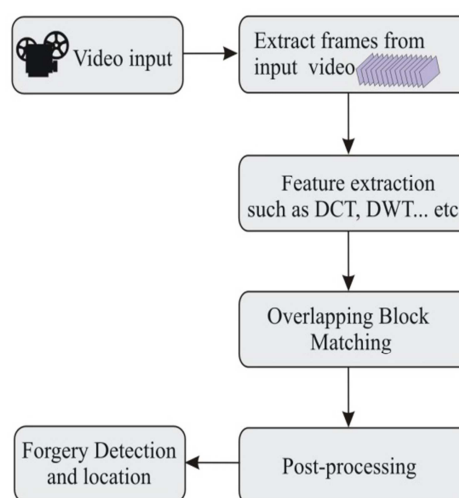 Video input
Extract frames from
input video
Feature extraction
such as DCT, DWT... etc
Overlapping Block
Matching
Post-processing
Forgery Detection
and location